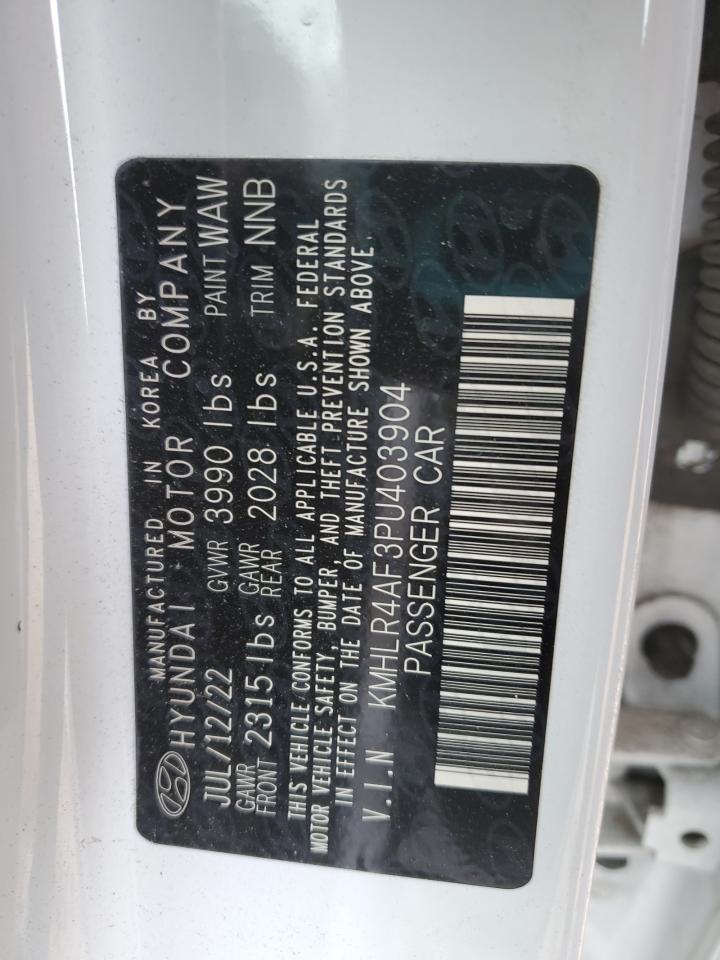 MANUFACTURED IN KOREA BY
HYUNDAI MOTOR COMPANY
JUL/12/22 GVWR 3990 lbs PAINT WAW
GAWR FRONT 2315 lbs GAWR REAR 2028 lbs TRIM NNB
THIS VEHICLE CONFORMS TO ALL APPLICABLE U.S.A. FEDERAL
MOTOR VEHICLE SAFETY, BUMPER, AND THEFT PREVENTION STANDARDS
IN EFFECT ON THE DATE OF MANUFACTURE SHOWN ABOVE.
V.I.N KMHLR4AF3PU403904
PASSENGER CAR